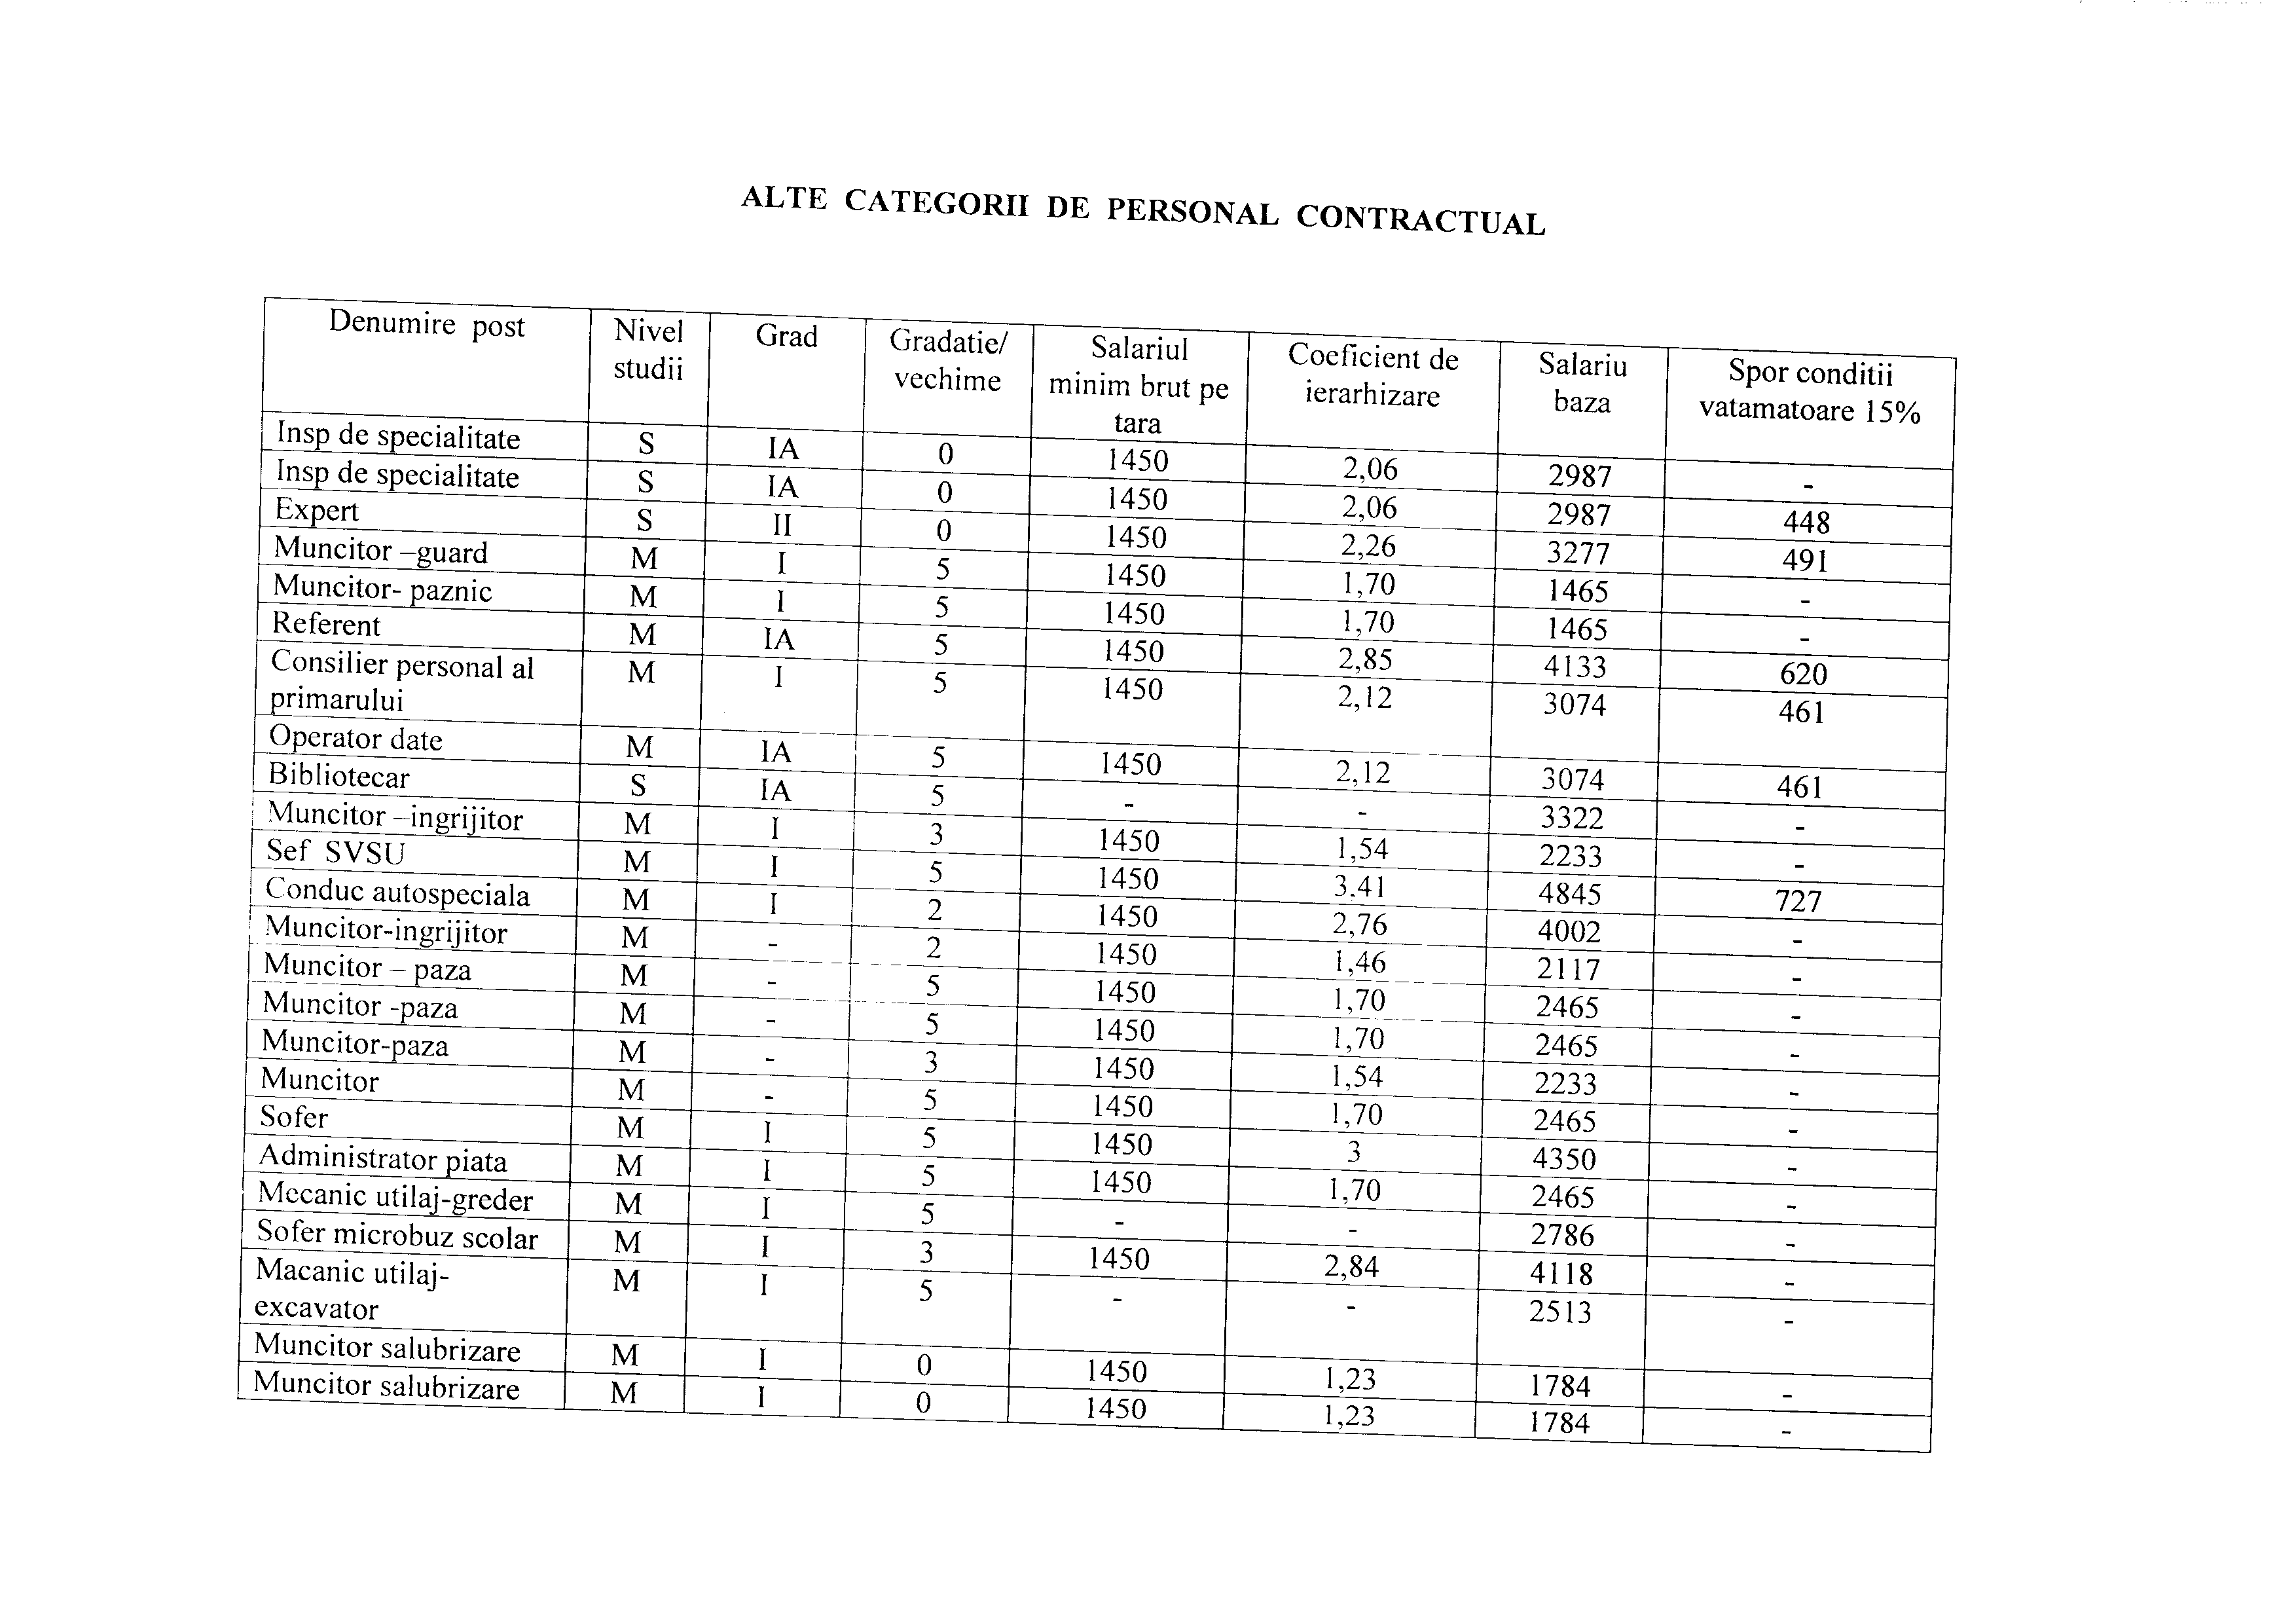 ALTE CATEGORII DE PERSONAL CONTRACTUAL
Denumire post Nivel studii Grad Gradatie/ vechime Salariul minim brut pe tara Coeficient de ierarhizare Salariu baza Spor conditii vatamatoare 15%
Insp de specialitate S IA 0 1450 2,06 2987 -
Insp de specialitate S IA 0 1450 2,06 2987 448
Expert S II 0 1450 2,26 3277 491
Muncitor –guard M I 5 1450 1,70 1465 -
Muncitor- paznic M I 5 1450 1,70 1465 -
Referent M IA 5 1450 2,85 4133 620
Consilier personal al primarului M I 5 1450 2,12 3074 461
Operator date M IA 5 1450 2,12 3074 461
Bibliotecar S IA 5 - - 3322 -
Muncitor –ingrijitor M I 3 1450 1,54 2233 -
Sef SVSU M I 5 1450 3.41 4845 727
Conduc autospeciala M I 2 1450 2,76 4002 -
Muncitor-ingrijitor M - 2 1450 1,46 2117 -
Muncitor – paza M - 5 1450 1,70 2465 -
Muncitor -paza M - 5 1450 1,70 2465 -
Muncitor-paza M - 3 1450 1,54 2233 -
Muncitor M - 5 1450 1,70 2465 -
Sofer M I 5 1450 3 4350 -
Administrator piata M I 5 1450 1,70 2465 -
Mecanic utilaj-greder M I 5 - - 2786 -
Sofer microbuz scolar M I 3 1450 2,84 4118 -
Macanic utilaj- excavator M I 5 - - 2513 -
Muncitor salubrizare M I 0 1450 1,23 1784 -
Muncitor salubrizare M I 0 1450 1,23 1784 -